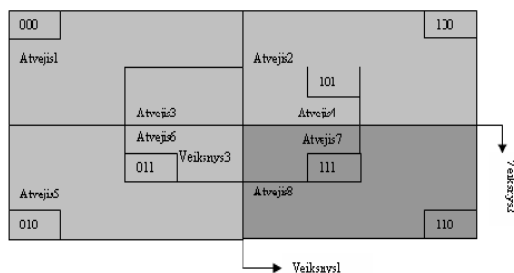 000
100
Atvejis1
Atvejis2
101
Atvejis3
Atvejis4
Atvejis6
Atvejis7
011
Veiksnys3
111
Atvejis5
Atvejis8
010
110
Veiksnys2
Veiksnys1